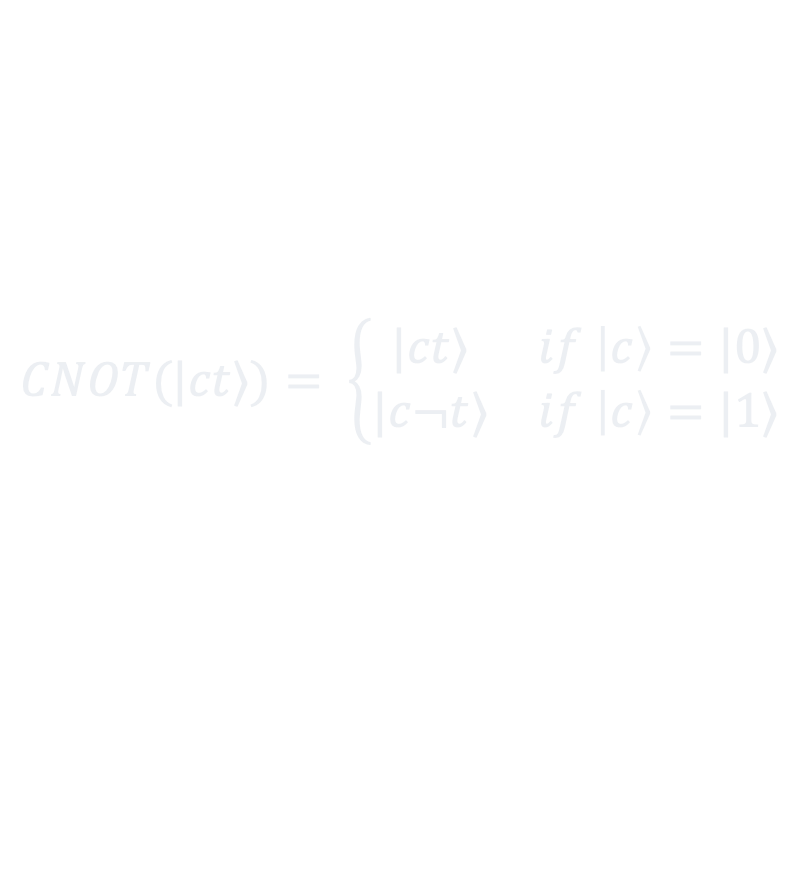 CNOT(|ct⟩) = { |ct⟩ if |c⟩ = |0⟩
|c¬t⟩ if |c⟩ = |1⟩